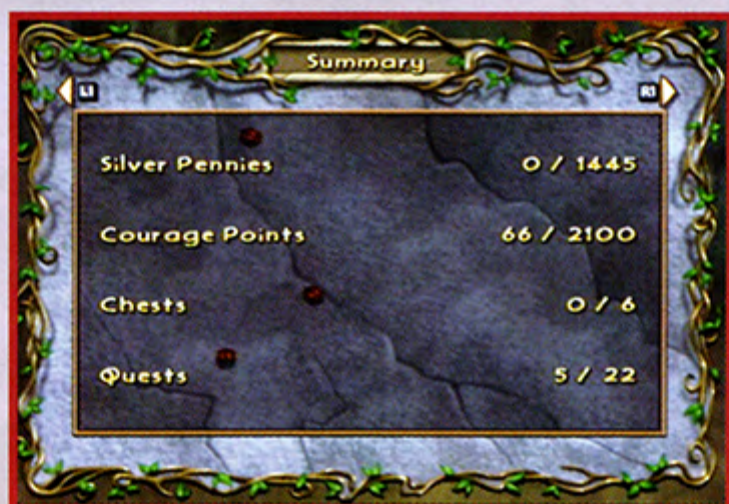 Summary
L1
R1
Silver Pennies 0 / 1445
Courage Points 66 / 2100
Chests 0 / 6
Quests 5 / 22